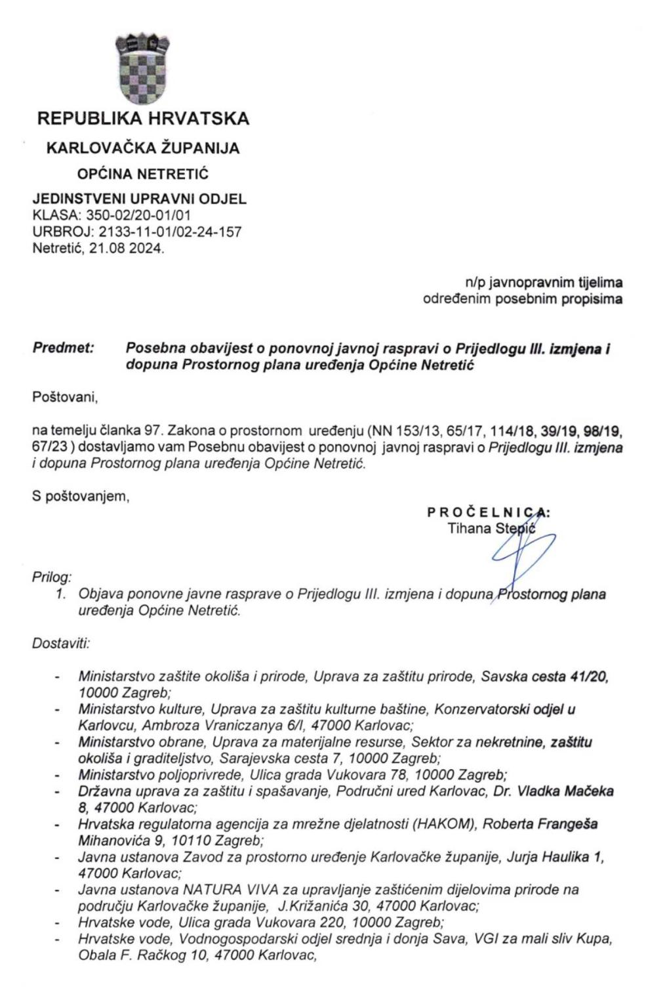 REPUBLIKA HRVATSKA
KARLOVAČKA ŽUPANIJA
OPĆINA NETRETIĆ
JEDINSTVENI UPRAVNI ODJEL
KLASA: 350-02/20-01/01
URBROJ: 2133-11-01/02-24-157
Netretić, 21.08 2024.
n/p javnopravnim tijelima
određenim posebnim propisima
Predmet: Posebna obavijest o ponovnoj javnoj raspravi o Prijedlogu III. izmjena i
dopuna Prostornog plana uređenja Općine Netretić
Poštovani,
na temelju članka 97. Zakona o prostornom uređenju (NN 153/13, 65/17, 114/18, 39/19, 98/19,
67/23 ) dostavljamo vam Posebnu obavijest o ponovnoj javnoj raspravi o Prijedlogu III. izmjena
i dopuna Prostornog plana uređenja Općine Netretić.
S poštovanjem,
PROČELNICA:
Tihana Stepić
Prilog:
1. Objava ponovne javne rasprave o Prijedlogu III. izmjena i dopuna Prostornog plana
uređenja Općine Netretić.
Dostaviti:
- Ministarstvo zaštite okoliša i prirode, Uprava za zaštitu prirode, Savska cesta 41/20,
10000 Zagreb;
- Ministarstvo kulture, Uprava za zaštitu kulturne baštine, Konzervatorski odjel u
Karlovcu, Ambroza Vraniczanya 6/I, 47000 Karlovac;
- Ministarstvo obrane, Uprava za materijalne resurse, Sektor za nekretnine, zaštitu
okoliša i graditeljstvo, Sarajevska cesta 7, 10000 Zagreb;
- Ministarstvo poljoprivrede, Ulica grada Vukovara 78, 10000 Zagreb;
- Državna uprava za zaštitu i spašavanje, Područni ured Karlovac, Dr. Vladka Mačeka
8, 47000 Karlovac;
- Hrvatska regulatorna agencija za mrežne djelatnosti (HAKOM), Roberta Frangeša
Mihanovića 9, 10110 Zagreb;
- Javna ustanova Zavod za prostorno uređenje Karlovačke županije, Jurja Haulika 1,
47000 Karlovac;
- Javna ustanova NATURA VIVA za upravljanje zaštićenim dijelovima prirode na
području Karlovačke županije, J.Križanića 30, 47000 Karlovac;
- Hrvatske vode, Ulica grada Vukovara 220, 10000 Zagreb;
- Hrvatske vode, Vodnogospodarski odjel srednja i donja Sava, VGI za mali sliv Kupa,
Obala F. Račkog 10, 47000 Karlovac,